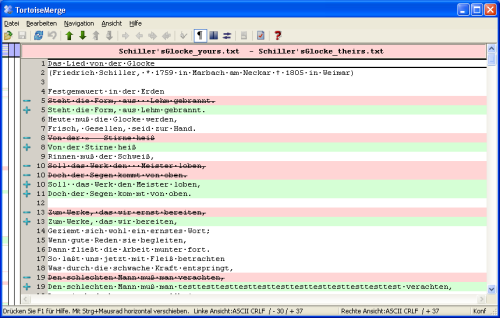 TortoiseMerge
Datei Bearbeiten Navigation Ansicht Hilfe
Schiller'sGlocke_yours.txt - Schiller'sGlocke_theirs.txt
1 Das·Lied·von·der·Glocke
2 (Friedrich·Schiller,·*·1759·in·Marbach·am·Neckar·†·1805·in·Weimar)
3
4 Festgemauert·in·der·Erden
5 Steht·die·Form,·aus···Lehm·gebrannt.
5 Steht·die·Form,·aus·Lehm·gebrannt.
6 Heute·muß·die·Glocke·werden,
7 Frisch,·Gesellen,·seid·zur·Hand.
8 Von·der·» Stirne·heiß
8 Von·der·Stirne·heiß
9 Rinnen·muß·der·Schweiß,
10 Soll·das·Werk·den···Meister·loben,
10 Doch·der·Segen·kommt·von·oben.
10 Soll··das·Werk·den·Meister·loben,
11 Doch·der·Segen·kom·mt·von·oben.
12
13 Zum·Werke,·das·wir·ernst·bereiten,
13 Zum·Werke,·das·wir·bereiten,
14 Geziemt·sich·wohl·ein·ernstes·Wort;
15 Wenn·gute·Reden·sie·begleiten,
16 Dann·fließt·die·Arbeit·munter·fort.
17 So·laßt·uns·jetzt·mit·Fleiß·betrachten
18 Was·durch·die·schwache·Kraft·entspringt,
19 Den·schlechten·Mann·muß·man·verachten,
19 Den·schlechten·Mann·muß·man·testtesttesttesttesttesttesttesttesttesttest·verachten,
Drücken Sie F1 für Hilfe. Mit Strg+Mausrad horizontal verschieben. Linke Ansicht:ASCII CRLF / - 30 / + 37 Rechte Ansicht:ASCII CRLF / + 37 Konf